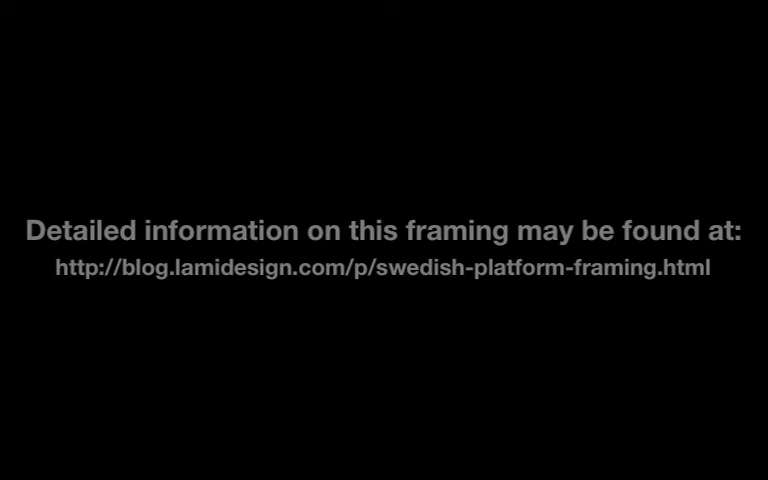 Detailed information on this framing may be found at:
http://blog.lamidesign.com/p/swedish-platform-framing.html